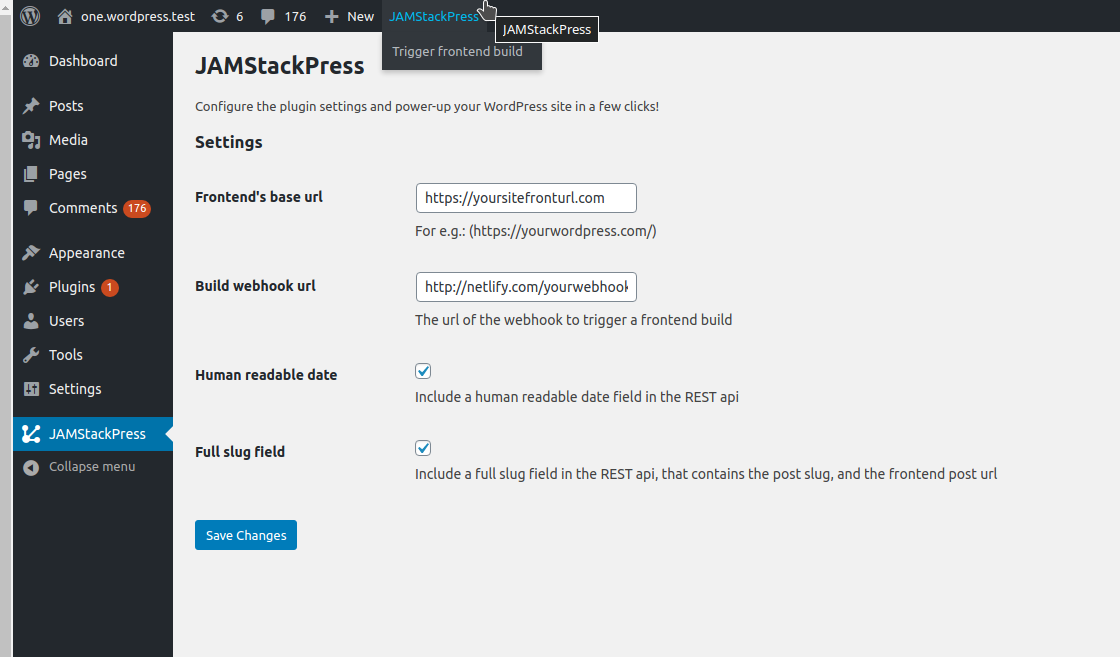 one.wordpress.test 6 176 New JAMStackPress
JAMStackPress
Trigger frontend build
Dashboard
Posts
Media
Pages
Comments 176
Appearance
Plugins 1
Users
Tools
Settings
JAMStackPress
Collapse menu
JAMStackPress
Configure the plugin settings and power-up your WordPress site in a few clicks!
Settings
Frontend's base url
https://yoursitefronturl.com
For e.g.: (https://yourwordpress.com/)
Build webhook url
http://netlify.com/yourwebhook
The url of the webhook to trigger a frontend build
Human readable date
Include a human readable date field in the REST api
Full slug field
Include a full slug field in the REST api, that contains the post slug, and the frontend post url
Save Changes